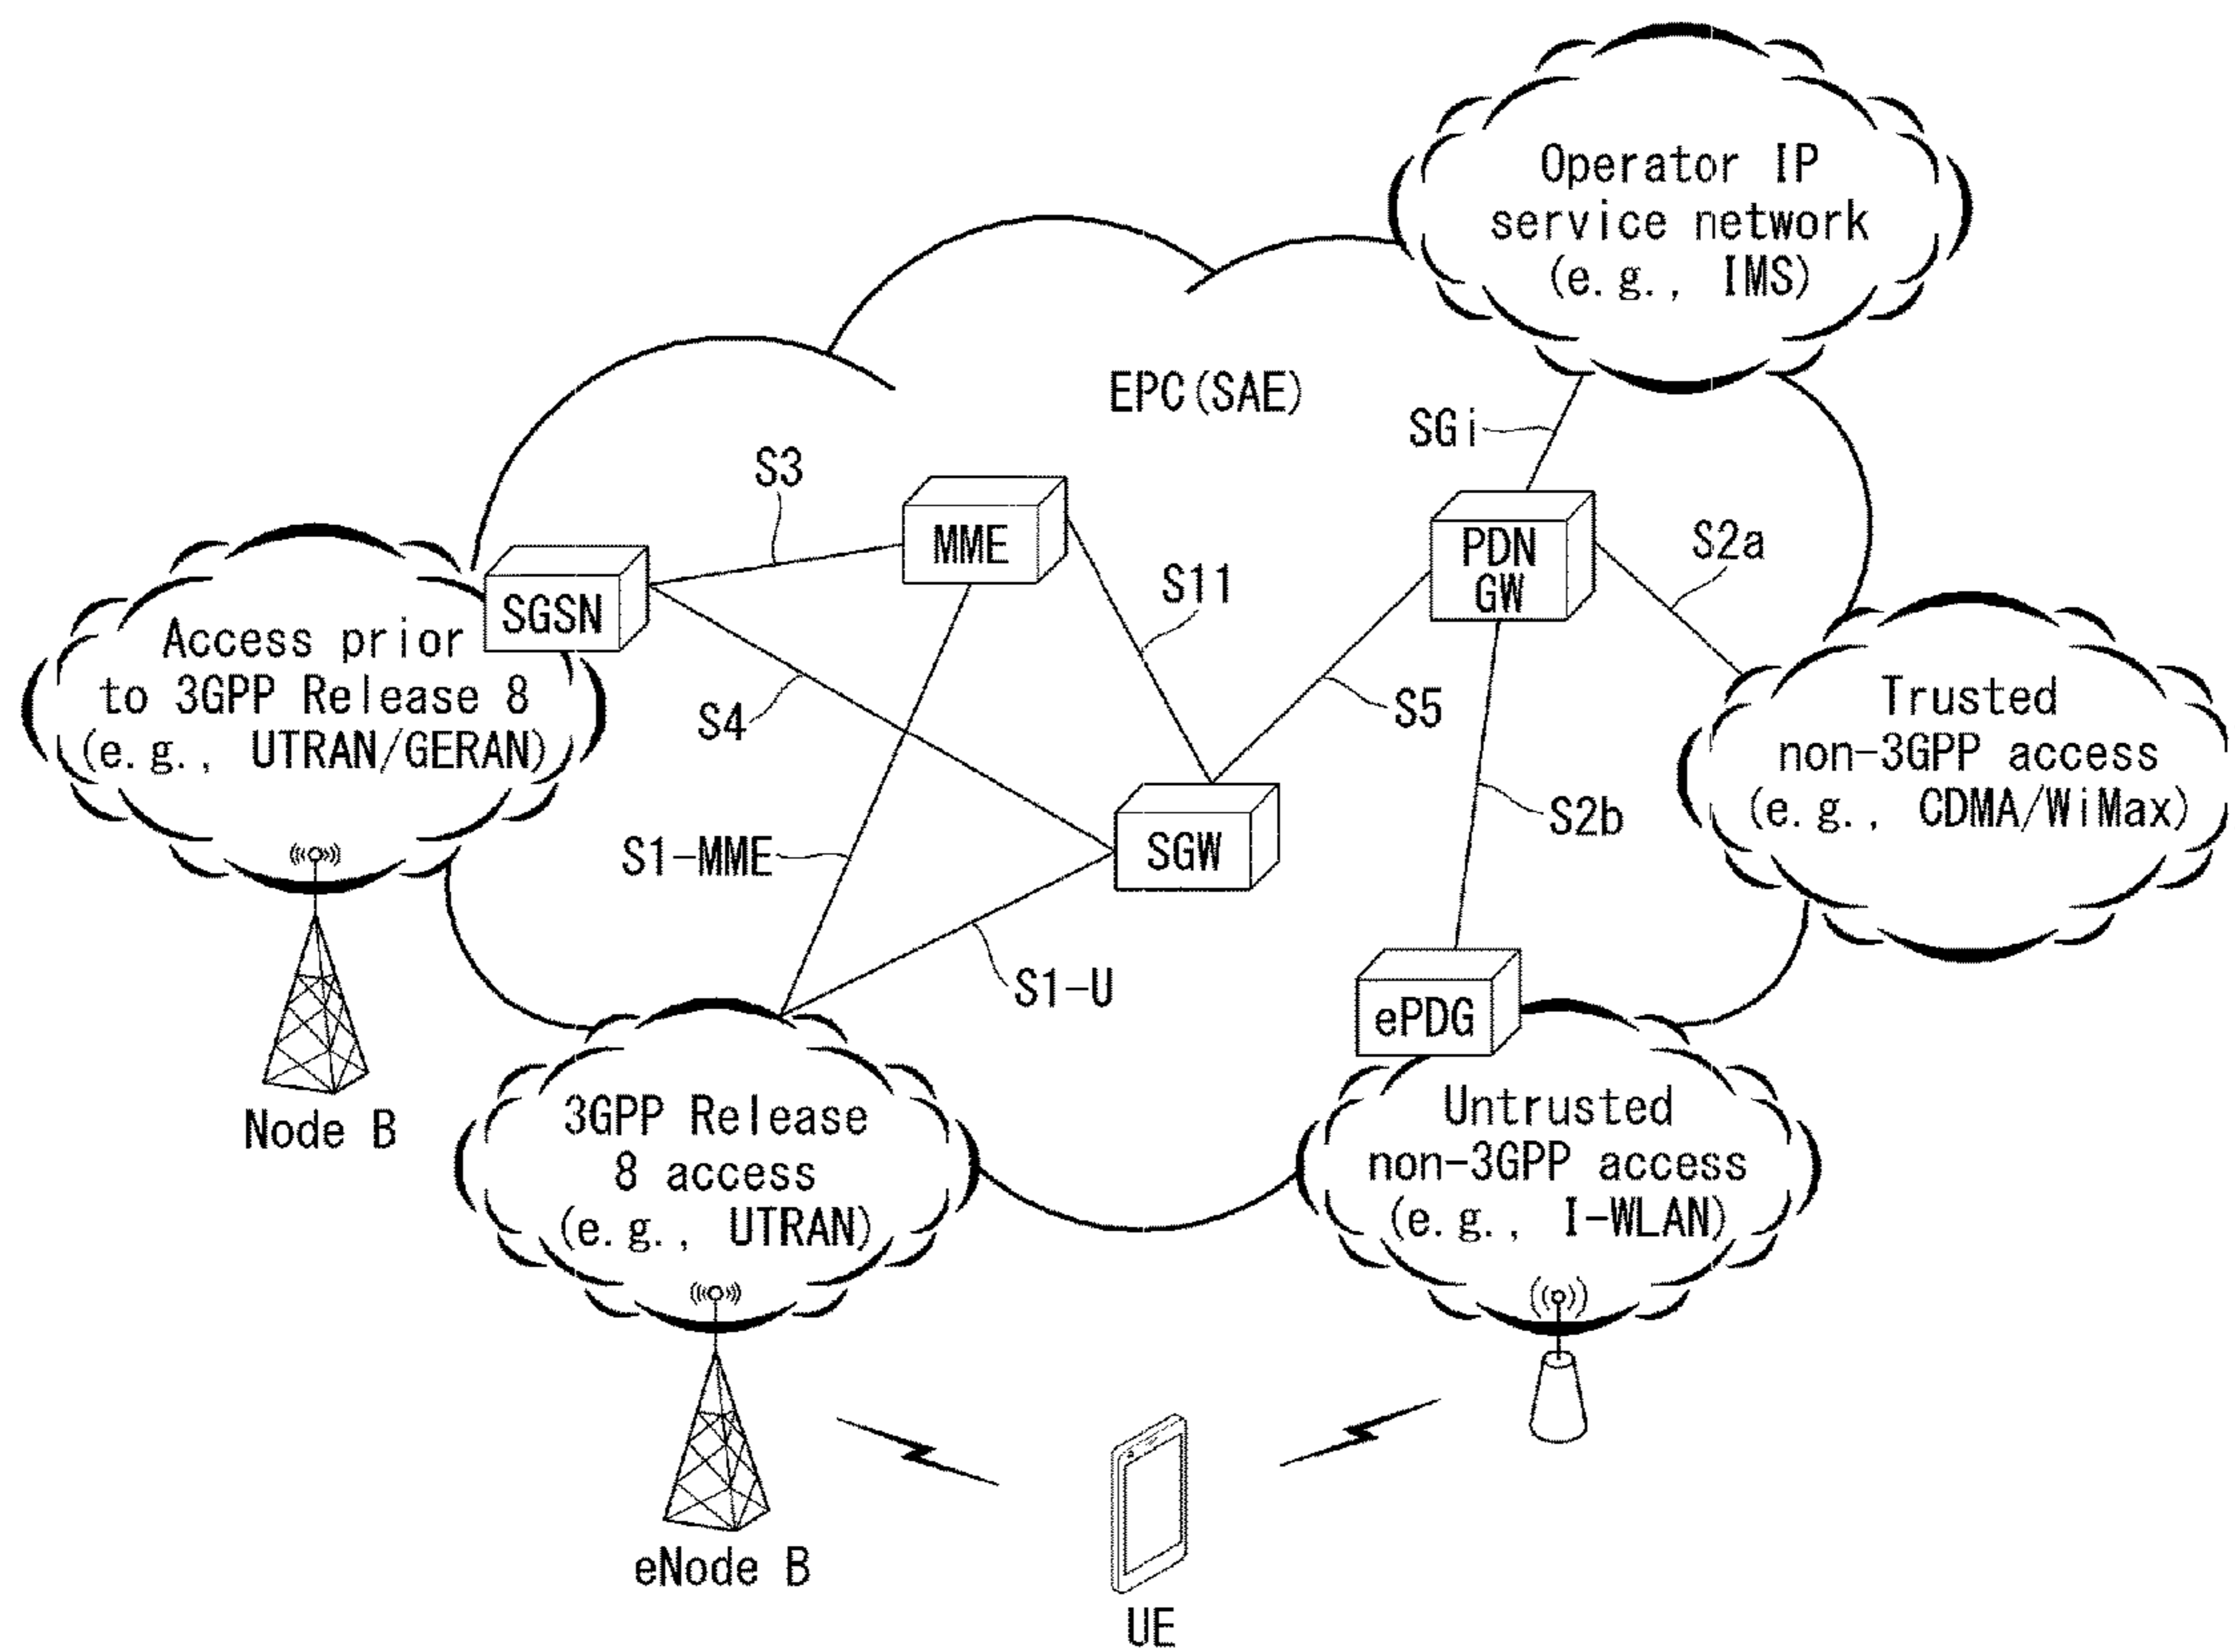 Operator IP
service network
(e.g., IMS)
EPC(SAE)
SGi
S3
MME
PDN
GW
S2a
S11
SGSN
Access prior
to 3GPP Release 8
(e.g., UTRAN/GERAN)
S4
S5
Trusted
non-3GPP access
(e.g., CDMA/WiMax)
S2b
S1-MME
SGW
S1-U
ePDG
Node B
3GPP Release
8 access
(e.g., UTRAN)
Untrusted
non-3GPP access
(e.g., I-WLAN)
eNode B
UE